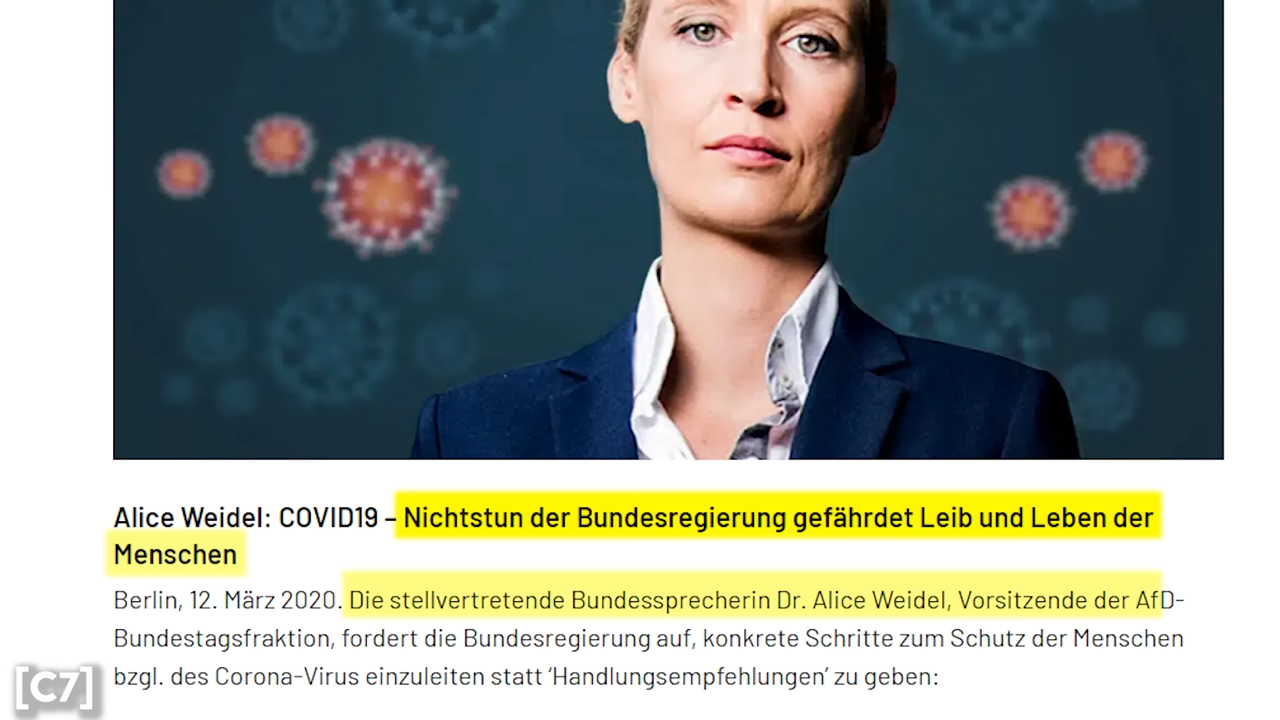 Alice Weidel: COVID19 – Nichtstun der Bundesregierung gefährdet Leib und Leben der
Menschen
Berlin, 12. März 2020. Die stellvertretende Bundessprecherin Dr. Alice Weidel, Vorsitzende der AfD-
Bundestagsfraktion, fordert die Bundesregierung auf, konkrete Schritte zum Schutz der Menschen
bzgl. des Corona-Virus einzuleiten statt ‘Handlungsempfehlungen’ zu geben:
[C7]